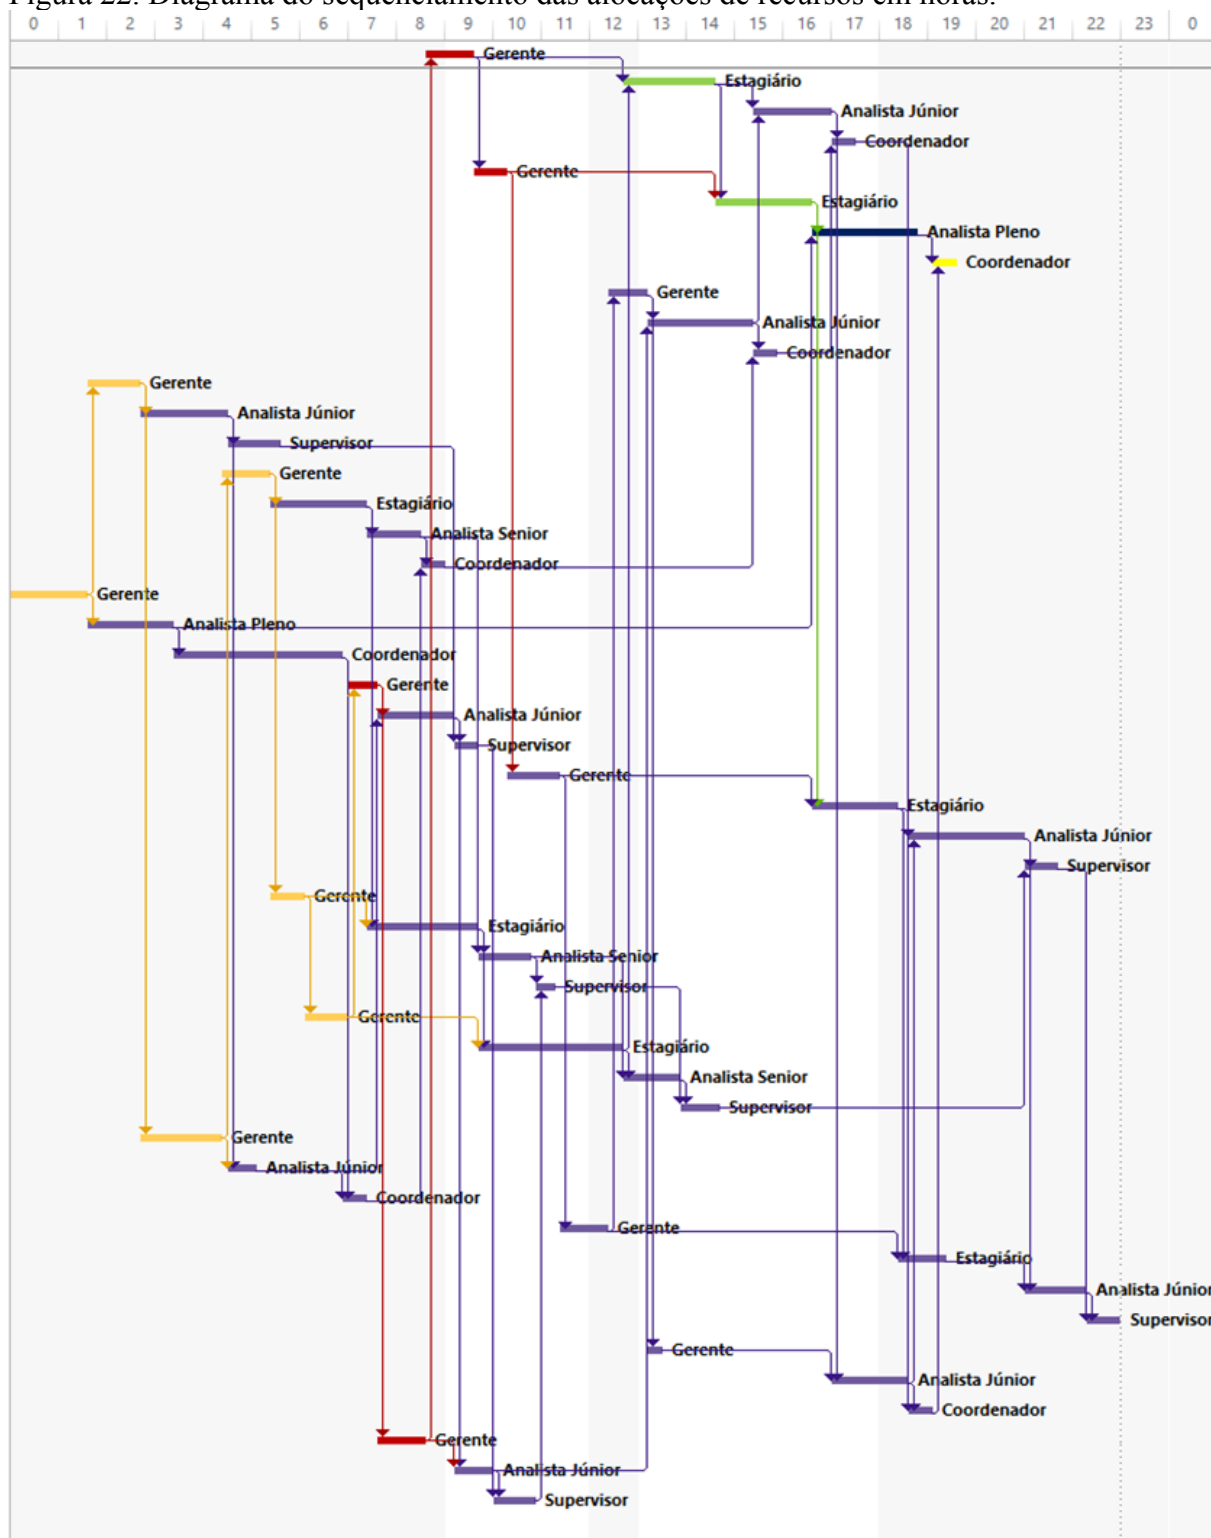 Figura 22: Diagrama do sequenciamento das alocações de recursos em horas.
0 1 2 3 4 5 6 7 8 9 10 11 12 13 14 15 16 17 18 19 20 21 22 23 0
Gerente
Estagiário
Analista Júnior
Coordenador
Gerente
Estagiário
Analista Pleno
Coordenador
Gerente
Analista Júnior
Coordenador
Gerente
Analista Júnior
Supervisor
Gerente
Estagiário
Analista Senior
Coordenador
Gerente
Analista Pleno
Coordenador
Gerente
Analista Júnior
Supervisor
Gerente
Estagiário
Analista Júnior
Supervisor
Gerente
Estagiário
Analista Senior
Supervisor
Gerente
Estagiário
Analista Senior
Supervisor
Gerente
Analista Júnior
Coordenador
Gerente
Estagiário
Analista Júnior
Supervisor
Gerente
Analista Júnior
Coordenador
Gerente
Analista Júnior
Supervisor